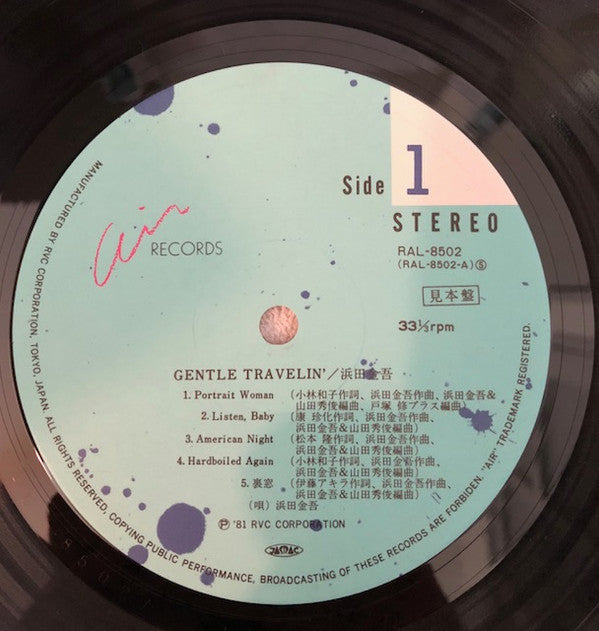 Side 1
STEREO
RAL-8502
(RAL-8502-A)Ⓢ
見本盤
33⅓rpm
Air RECORDS
GENTLE TRAVELIN'/浜田金吾
1. Portrait Woman (小林和子作詞、浜田金吾作曲、浜田金吾&
山田秀俊編曲、戸塚 修ブラス編曲)
2. Listen, Baby (康 珍化作詞、浜田金吾作曲、
浜田金吾&山田秀俊編曲)
3. American Night (松本 隆作詞、浜田金吾作曲、
浜田金吾&山田秀俊編曲)
4. Hardboiled Again (小林和子作詞、浜田金吾作曲、
浜田金吾&山田秀俊編曲)
5. 裏窓 (伊藤アキラ作詞、浜田金吾作曲、
浜田金吾&山田秀俊編曲)
(唄) 浜田金吾
Ⓟ '81 RVC CORPORATION
JASRAC
MANUFACTURED BY RVC CORPORATION, TOKYO, JAPAN. ALL RIGHTS RESERVED, COPYING PUBLIC PERFORMANCE, BROADCASTING OF THESE RECORDS ARE FORBIDEN. "AIR" TRADEMARK REGISTERED.